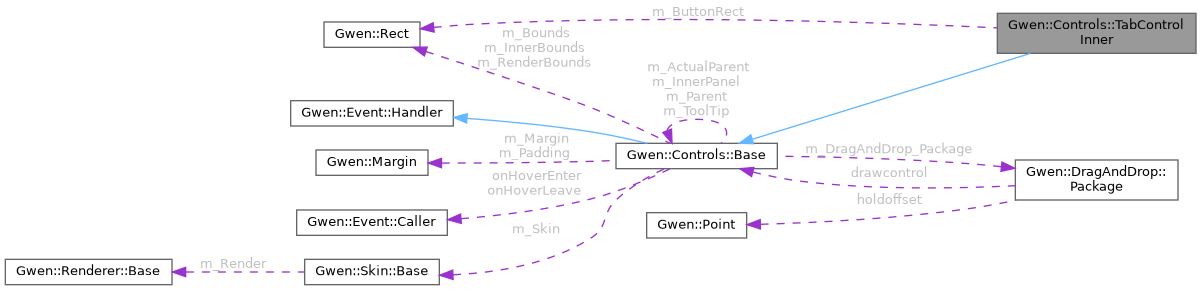 m_ButtonRect
Gwen::Controls::TabControl
Inner
Gwen::Rect
m_Bounds
m_InnerBounds
m_RenderBounds
m_ActualParent
m_InnerPanel
m_Parent
m_ToolTip
Gwen::Event::Handler
m_Margin
m_Padding
Gwen::Margin
Gwen::Controls::Base
m_DragAndDrop_Package
drawcontrol
holdoffset
Gwen::DragAndDrop::
Package
onHoverEnter
onHoverLeave
Gwen::Event::Caller
m_Skin
Gwen::Point
Gwen::Renderer::Base
m_Render
Gwen::Skin::Base